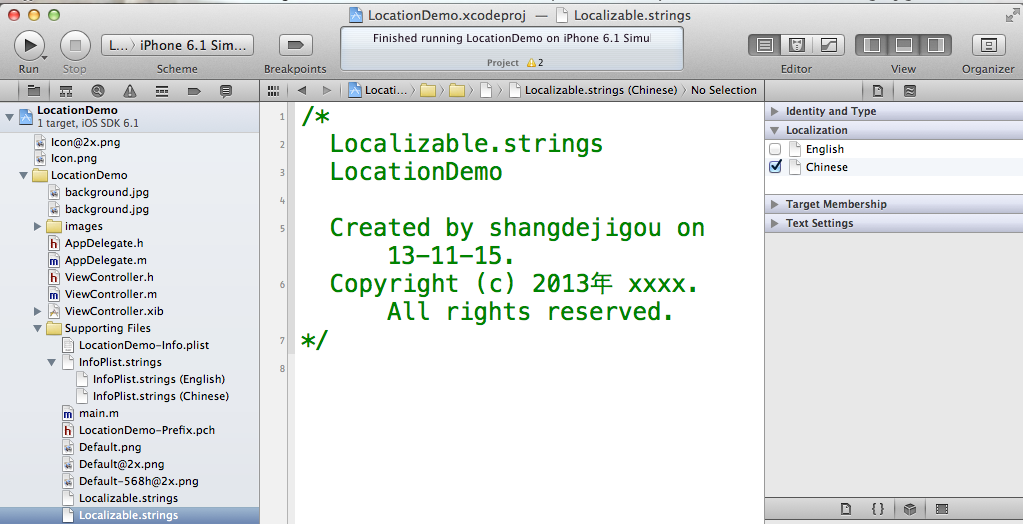 LocationDemo.xcodeproj — Localizable.strings
Run
Stop
L...〉iPhone 6.1 Sim...
Scheme
Breakpoints
Finished running LocationDemo on iPhone 6.1 Simul
Project 2
Editor
View
Organizer
Locati... 〉 〉 〉 〉 Localizable.strings (Chinese) 〉 No Selection
LocationDemo
1 target, iOS SDK 6.1
Icon@2x.png
Icon.png
LocationDemo
background.jpg
background.jpg
images
AppDelegate.h
AppDelegate.m
ViewController.h
ViewController.m
ViewController.xib
Supporting Files
LocationDemo-Info.plist
InfoPlist.strings
InfoPlist.strings (English)
InfoPlist.strings (Chinese)
main.m
LocationDemo-Prefix.pch
Default.png
Default@2x.png
Default-568h@2x.png
Localizable.strings
Localizable.strings
1 /*
2 Localizable.strings
3 LocationDemo
4
5 Created by shangdejigou on
13-11-15.
6 Copyright (c) 2013年 xxxx.
All rights reserved.
7 */
8
Identity and Type
Localization
English
Chinese
Target Membership
Text Settings